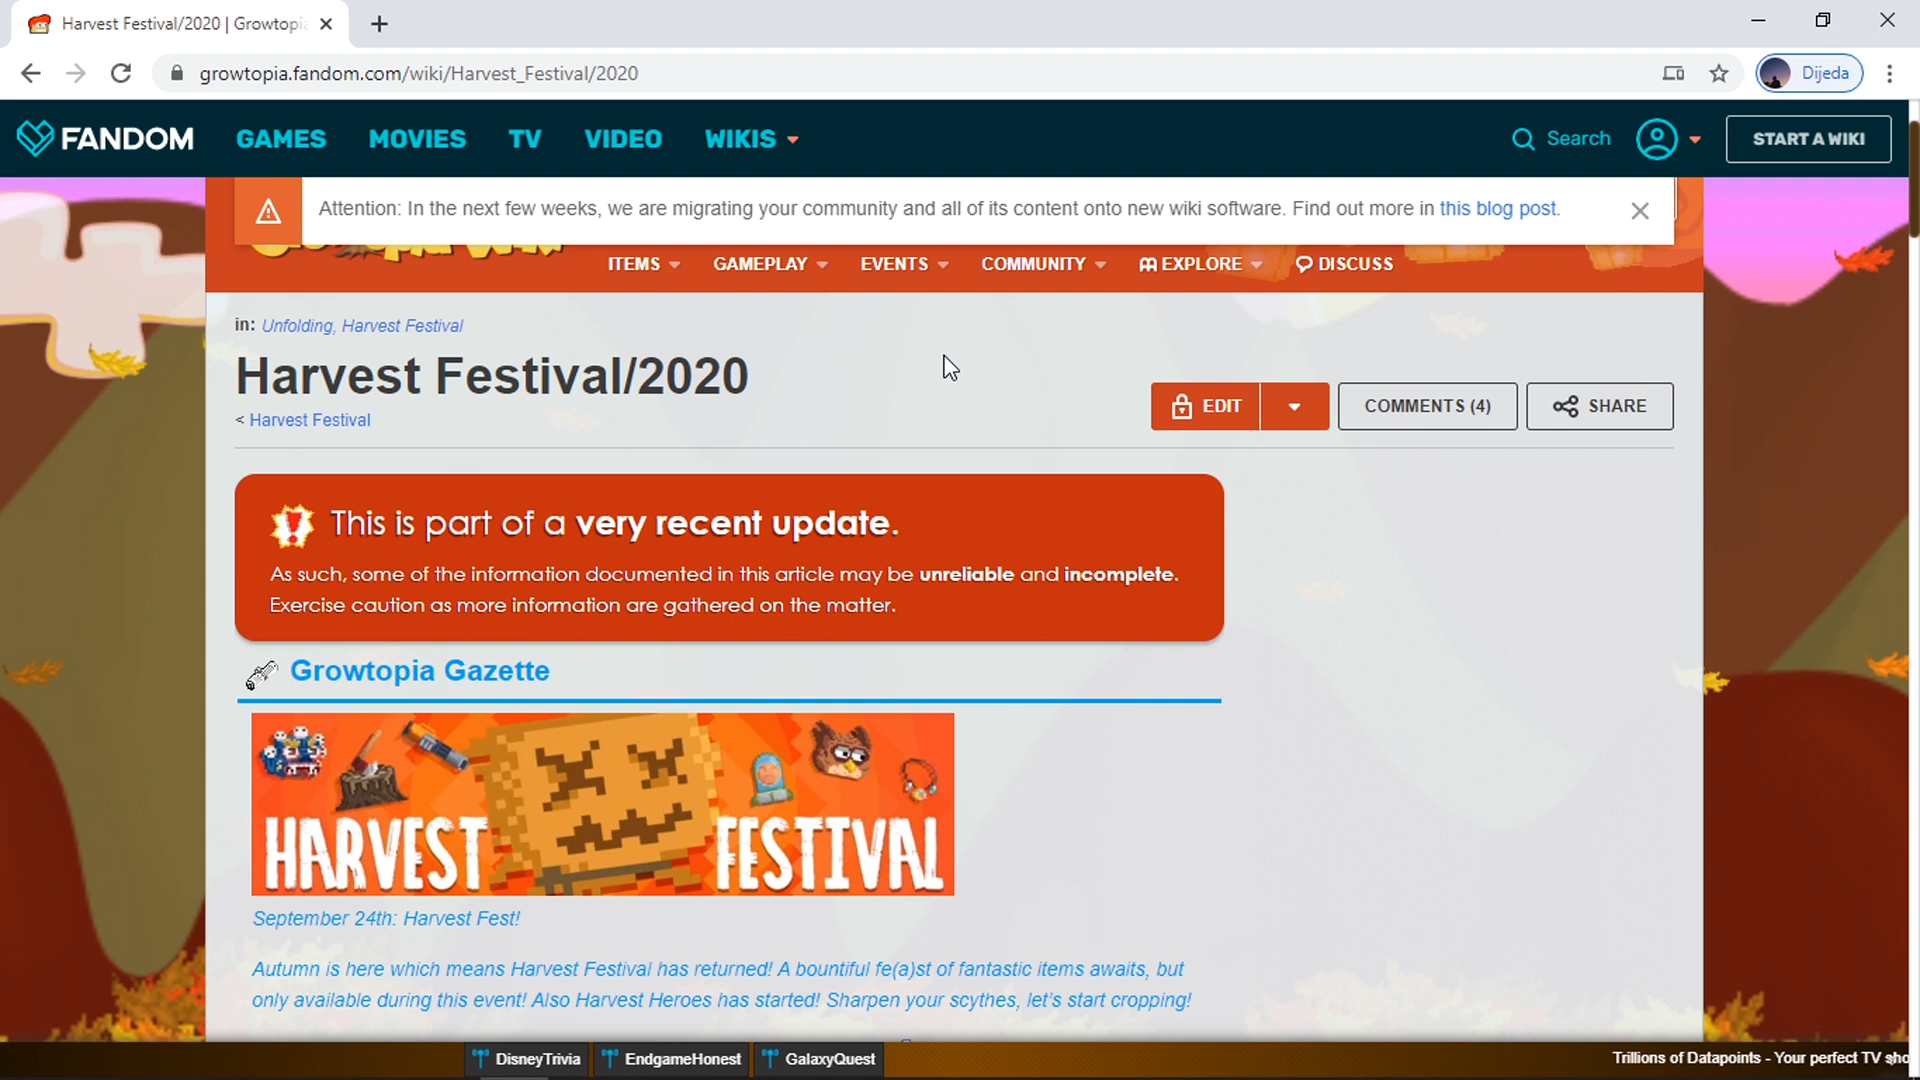 Harvest Festival/2020 | Growtopi
growtopia.fandom.com/wiki/Harvest_Festival/2020
Dijeda
FANDOM GAMES MOVIES TV VIDEO WIKIS Search START A WIKI
Attention: In the next few weeks, we are migrating your community and all of its content onto new wiki software. Find out more in this blog post.
ITEMS GAMEPLAY EVENTS COMMUNITY EXPLORE DISCUSS
in: Unfolding, Harvest Festival
Harvest Festival/2020
< Harvest Festival
EDIT COMMENTS (4) SHARE
This is part of a very recent update.
As such, some of the information documented in this article may be unreliable and incomplete.
Exercise caution as more information are gathered on the matter.
Growtopia Gazette
HARVEST FESTIVAL
September 24th: Harvest Fest!
Autumn is here which means Harvest Festival has returned! A bountiful fe(a)st of fantastic items awaits, but
only available during this event! Also Harvest Heroes has started! Sharpen your scythes, let's start cropping!
DisneyTrivia EndgameHonest GalaxyQuest Trillions of Datapoints - Your perfect TV sho